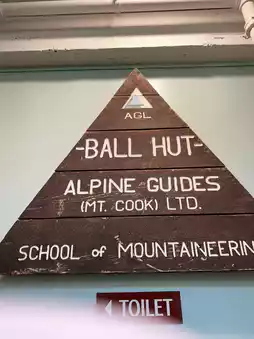 AGL
-BALL HUT-
ALPINE GUIDES
(MT. COOK) LTD.
SCHOOL of MOUNTAINEERIN
TOILET